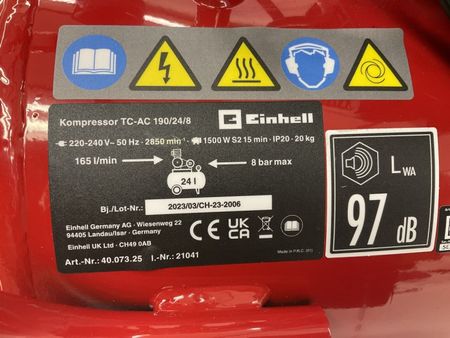 Kompressor TC-AC 190/24/8
Einhell
220-240 V~ 50 Hz · 2850 min⁻¹ 1500 W S2 15 min · IP20 · 20 kg
165 l/min
8 bar max
24 l
Bj./Lot-Nr.: 2023/03/CH-23-2006
Einhell Germany AG · Wiesenweg 22
94405 Landau/Isar · Germany
Einhell UK Ltd · CH49 0AB
Art.-Nr.: 40.073.25 I.-Nr.: 21041
CE UK CA
Made in P.R.C.
LWA
97 dB